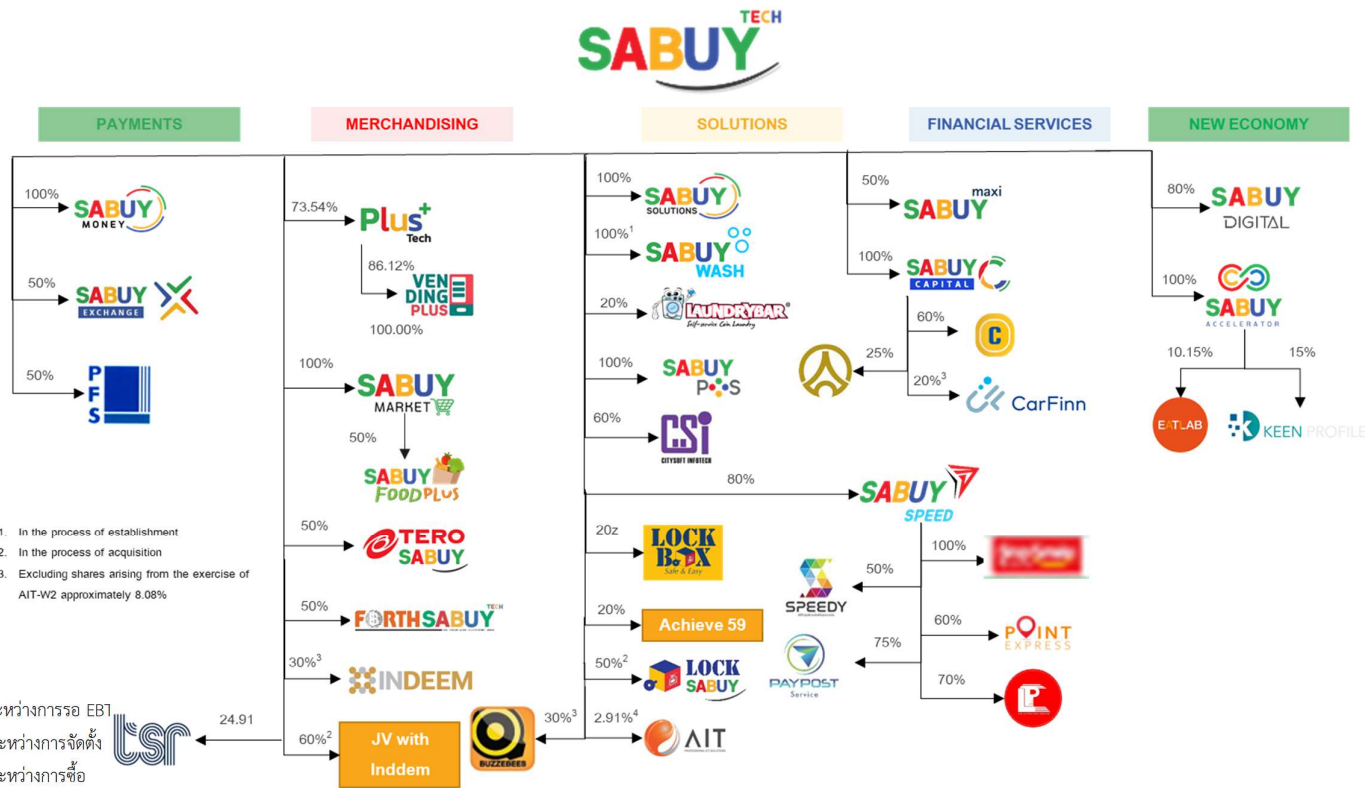 TECH
SABUY
PAYMENTS
MERCHANDISING
SOLUTIONS
FINANCIAL SERVICES
NEW ECONOMY
100%
SABUY
MONEY
50%
SABUY
EXCHANGE
50%
PFS
73.54%
Plus+
Tech
86.12%
VEN
DING
PLUS
100.00%
100%
SABUY
MARKET
50%
SABUY
FOOD PLUS
50%
TERO
SABUY
50%
FORTH SABUY TECH
30%3
INDEEM
60%2
JV with
Inddem
24.91
tsr
100%
SABUY
SOLUTIONS
100%1
SABUY
WASH
20%
LAUNDRYBAR
Self-service Coin Laundry
100%
SABUY
POS
60%
CSi
CITYSOFT INFOTECH
80%
SABUY
SPEED
20z
LOCK
BOX
Safe & Easy
20%
Achieve 59
50%2
LOCK
SABUY
2.91%4
AIT
30%3
BUZZEBEES
50%
SABUY maxi
100%
SABUY
CAPITAL
60%
C
25%
20%3
CarFinn
100%
50%
SPEEDY
60%
POINT
EXPRESS
75%
PAYPOST
Service
70%
80%
SABUY
DIGITAL
100%
SABUY
ACCELERATOR
10.15%
EATLAB
15%
KEEN PROFILE
1. In the process of establishment
2. In the process of acquisition
3. Excluding shares arising from the exercise of
AIT-W2 approximately 8.08%
ะหว่างการรอ EBT
ะหว่างการจัดตั้ง
ะหว่างการซื้อ